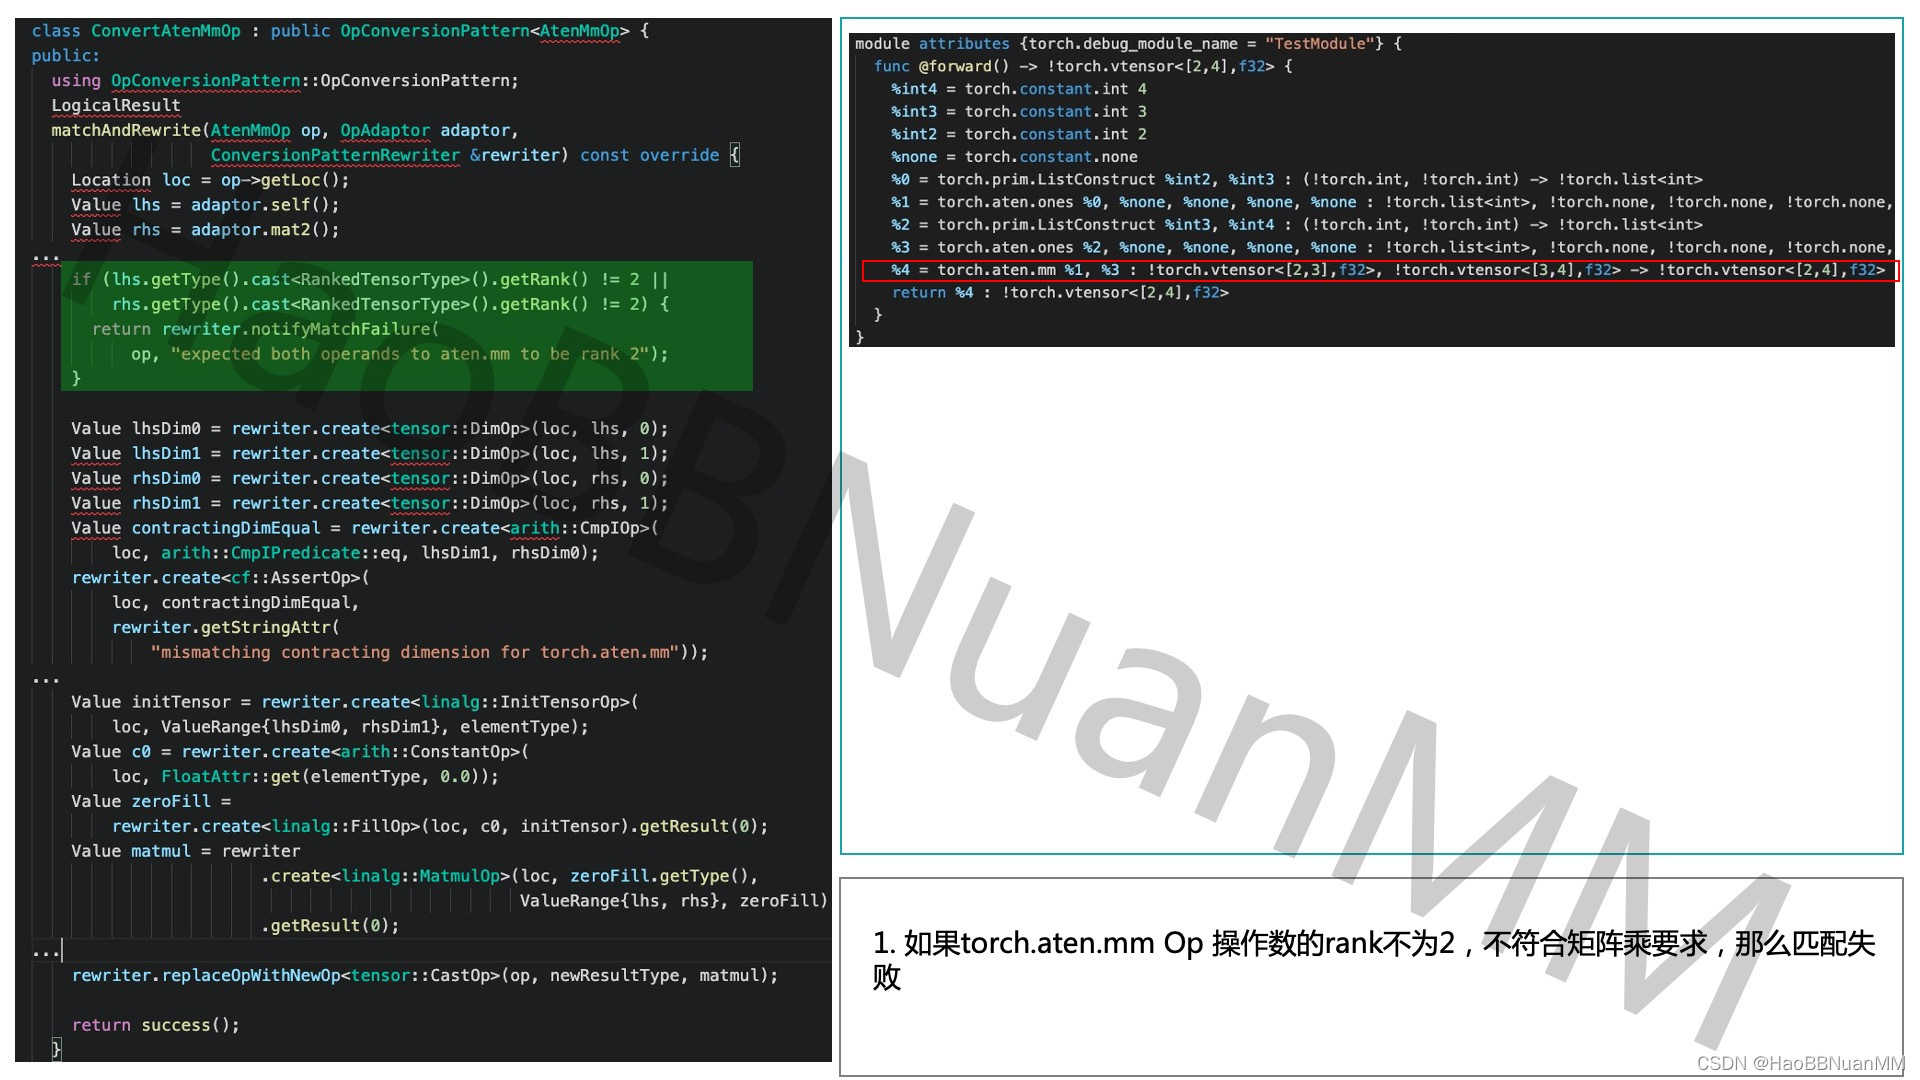 class ConvertAtenMmOp : public OpConversionPattern<AtenMmOp> {
public:
  using OpConversionPattern::OpConversionPattern;
  LogicalResult
  matchAndRewrite(AtenMmOp op, OpAdaptor adaptor,
                  ConversionPatternRewriter &rewriter) const override {
    Location loc = op->getLoc();
    Value lhs = adaptor.self();
    Value rhs = adaptor.mat2();
...
    if (lhs.getType().cast<RankedTensorType>().getRank() != 2 ||
        rhs.getType().cast<RankedTensorType>().getRank() != 2) {
      return rewriter.notifyMatchFailure(
          op, "expected both operands to aten.mm to be rank 2");
    }
    Value lhsDim0 = rewriter.create<tensor::DimOp>(loc, lhs, 0);
    Value lhsDim1 = rewriter.create<tensor::DimOp>(loc, lhs, 1);
    Value rhsDim0 = rewriter.create<tensor::DimOp>(loc, rhs, 0);
    Value rhsDim1 = rewriter.create<tensor::DimOp>(loc, rhs, 1);
    Value contractingDimEqual = rewriter.create<arith::CmpIOp>(
        loc, arith::CmpIPredicate::eq, lhsDim1, rhsDim0);
    rewriter.create<cf::AssertOp>(
        loc, contractingDimEqual,
        rewriter.getStringAttr(
            "mismatching contracting dimension for torch.aten.mm"));
...
    Value initTensor = rewriter.create<linalg::InitTensorOp>(
        loc, ValueRange{lhsDim0, rhsDim1}, elementType);
    Value c0 = rewriter.create<arith::ConstantOp>(
        loc, FloatAttr::get(elementType, 0.0));
    Value zeroFill =
        rewriter.create<linalg::FillOp>(loc, c0, initTensor).getResult(0);
    Value matmul = rewriter
                       .create<linalg::MatmulOp>(loc, zeroFill.getType(),
                                                 ValueRange{lhs, rhs}, zeroFill)
                       .getResult(0);
...
    rewriter.replaceOpWithNewOp<tensor::CastOp>(op, newResultType, matmul);
    return success();
  }
module attributes {torch.debug_module_name = "TestModule"} {
  func @forward() -> !torch.vtensor<[2,4],f32> {
    %int4 = torch.constant.int 4
    %int3 = torch.constant.int 3
    %int2 = torch.constant.int 2
    %none = torch.constant.none
    %0 = torch.prim.ListConstruct %int2, %int3 : (!torch.int, !torch.int) -> !torch.list<int>
    %1 = torch.aten.ones %0, %none, %none, %none, %none : !torch.list<int>, !torch.none, !torch.none, !torch.none,
    %2 = torch.prim.ListConstruct %int3, %int4 : (!torch.int, !torch.int) -> !torch.list<int>
    %3 = torch.aten.ones %2, %none, %none, %none, %none : !torch.list<int>, !torch.none, !torch.none, !torch.none,
    %4 = torch.aten.mm %1, %3 : !torch.vtensor<[2,3],f32>, !torch.vtensor<[3,4],f32> -> !torch.vtensor<[2,4],f32>
    return %4 : !torch.vtensor<[2,4],f32>
  }
}
1. 如果torch.aten.mm Op 操作数的rank不为2，不符合矩阵乘要求，那么匹配失
败
HaoBBNuanMM
CSDN @HaoBBNuanMM